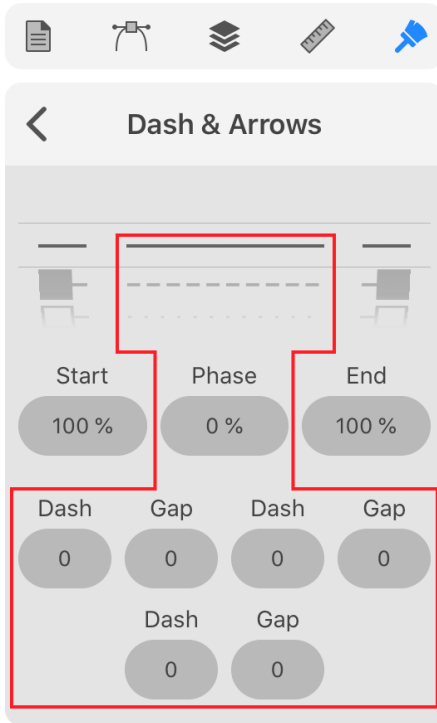 Dash & Arrows
Start Phase End
100 % 0 % 100 %
Dash Gap Dash Gap
0 0 0 0
Dash Gap
0 0